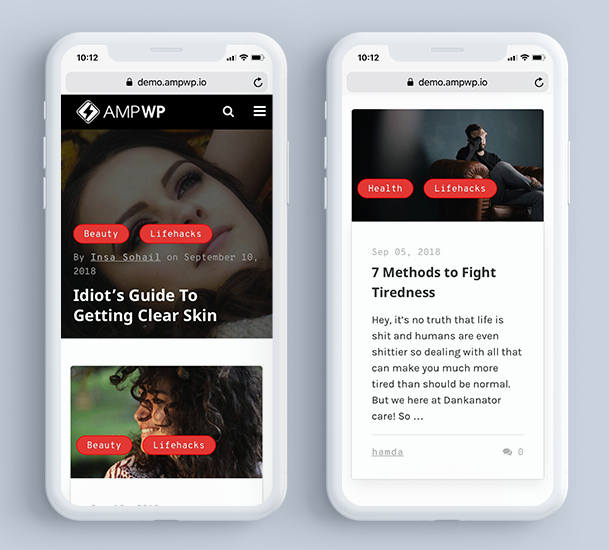 10:12
demo.ampwp.io
AMPWP
Beauty
Lifehacks
By Insa Sohail on September 10,
2018
Idiot's Guide To
Getting Clear Skin
Beauty
Lifehacks
10:12
demo.ampwp.io
Health
Lifehacks
Sep 05, 2018
7 Methods to Fight
Tiredness
Hey, it's no truth that life is
shit and humans are even
shittier so dealing with all that
can make you much more
tired than should be normal.
But we here at Dankanator
care! So ...
hamda
0